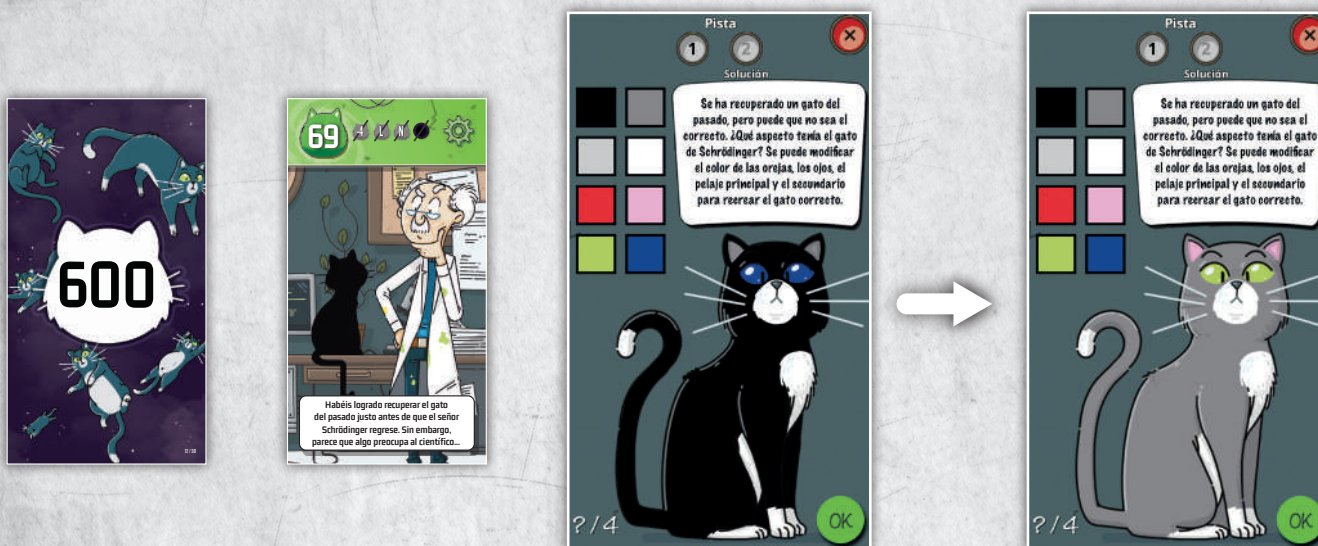 600
12/30
69 4 L N
Habéis logrado recuperar el gato
del pasado justo antes de que el señor
Schrödinger regrese. Sin embargo,
parece que algo preocupa al científico...
Pista
1 2
Solución
Se ha recuperado un gato del
pasado, pero puede que no sea el
correcto. ¿Qué aspecto tenía el gato
de Schrödinger? Se puede modificar
el color de las orejas, los ojos, el
pelaje principal y el secundario
para recrear el gato correcto.
?/4
OK
Pista
1 2
Solución
Se ha recuperado un gato del
pasado, pero puede que no sea el
correcto. ¿Qué aspecto tenía el gato
de Schrödinger? Se puede modificar
el color de las orejas, los ojos, el
pelaje principal y el secundario
para recrear el gato correcto.
?/4
OK